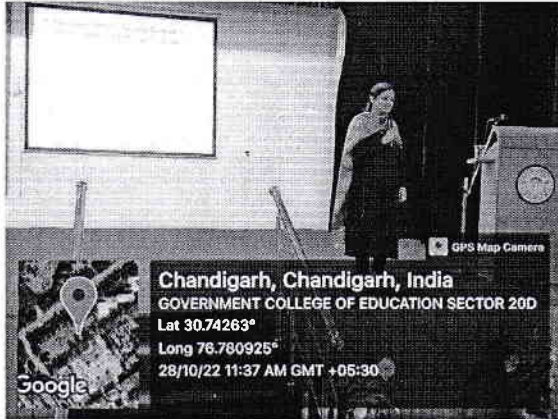 GPS Map Camera
Chandigarh, Chandigarh, India
GOVERNMENT COLLEGE OF EDUCATION SECTOR 20D
Lat 30.74263°
Long 76.780925°
28/10/22 11:37 AM GMT +05:30
Google